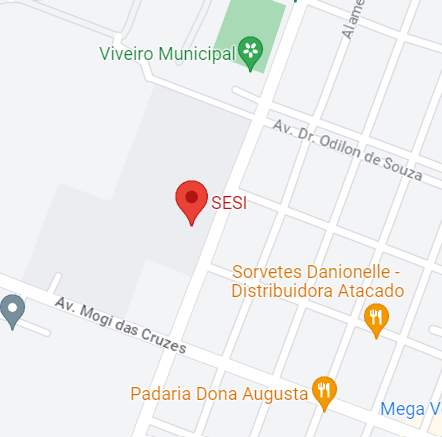 Alame
Viveiro Municipal
Av. Dr. Odilon de Souza
SESI
Sorvetes Danionelle -
Distribuidora Atacado
Av. Mogi das Cruzes
Padaria Dona Augusta
Mega V